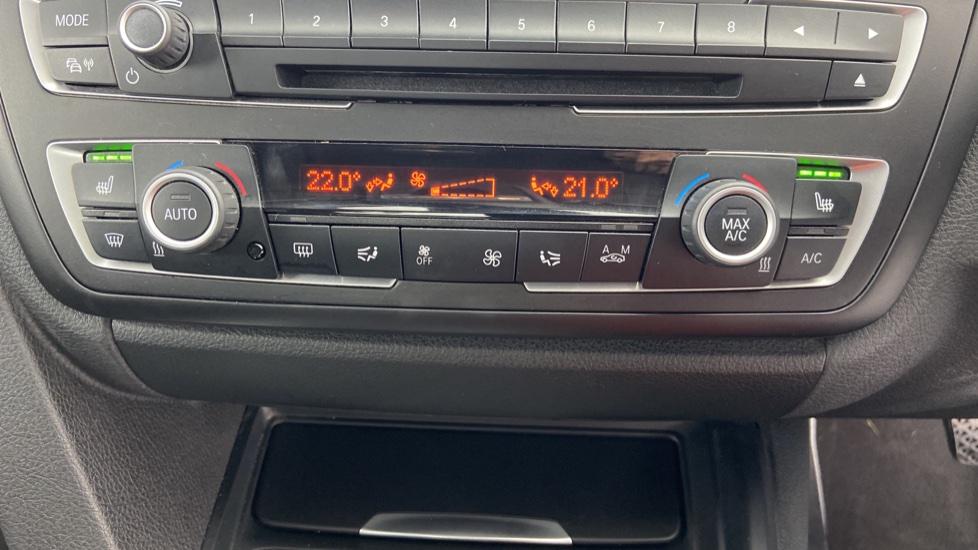 MODE 1 2 3 4 5 6 7 8
22.0° 21.0°
AUTO MAX A/C
OFF A M A/C